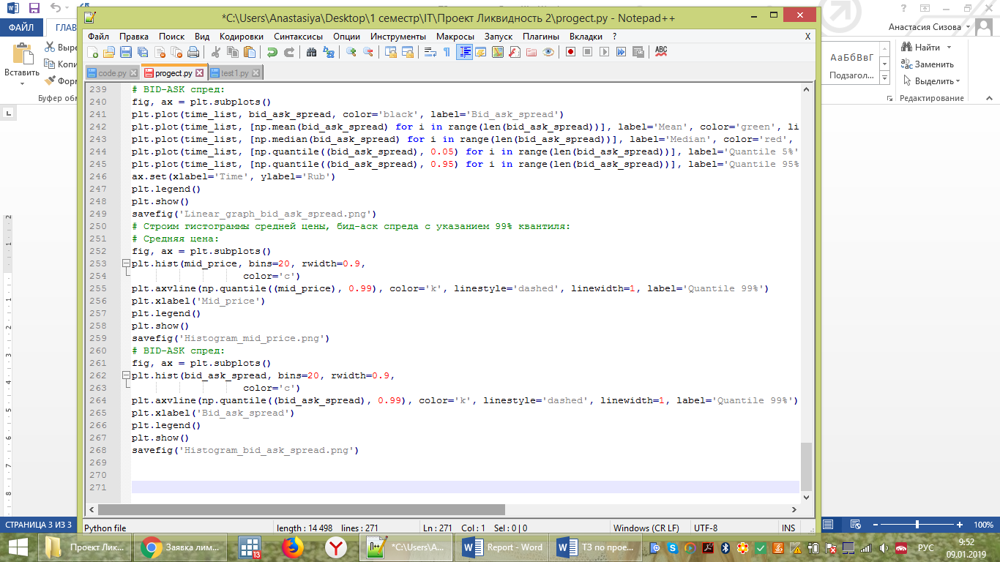 *C:\Users\Anastasiya\Desktop\1 семестр\IT\Проект Ликвидность 2\progect.py - Notepad++
ФАЙЛ
ГЛАВ
Вставить
Выре
Копи
Форм
Буфер обм
Файл Правка Поиск Вид Кодировки Синтаксисы Опции Инструменты Макросы Запуск Плагины Вкладки ? X
code.py progect.py test1.py
239 # BID-ASK спред:
240 fig, ax = plt.subplots()
241 plt.plot(time_list, bid_ask_spread, color='black', label='Bid_ask_spread')
242 plt.plot(time_list, [np.mean(bid_ask_spread) for i in range(len(bid_ask_spread))], label='Mean', color='green', li
243 plt.plot(time_list, [np.median(bid_ask_spread) for i in range(len(bid_ask_spread))], label='Median', color='red',
244 plt.plot(time_list, [np.quantile((bid_ask_spread), 0.05) for i in range(len(bid_ask_spread))], label='Quantile 5%'
245 plt.plot(time_list, [np.quantile((bid_ask_spread), 0.95) for i in range(len(bid_ask_spread))], label='Quantile 95%
246 ax.set(xlabel='Time', ylabel='Rub')
247 plt.legend()
248 plt.show()
249 savefig('Linear_graph_bid_ask_spread.png')
250 # Строим гистограммы средней цены, бид-аск спреда с указанием 99% квантиля:
251 # Средняя цена:
252 fig, ax = plt.subplots()
253 plt.hist(mid_price, bins=20, rwidth=0.9,
254 color='c')
255 plt.axvline(np.quantile((mid_price), 0.99), color='k', linestyle='dashed', linewidth=1, label='Quantile 99%')
256 plt.xlabel('Mid_price')
257 plt.legend()
258 plt.show()
259 savefig('Histogram_mid_price.png')
260 # BID-ASK спред:
261 fig, ax = plt.subplots()
262 plt.hist(bid_ask_spread, bins=20, rwidth=0.9,
263 color='c')
264 plt.axvline(np.quantile((bid_ask_spread), 0.99), color='k', linestyle='dashed', linewidth=1, label='Quantile 99%')
265 plt.xlabel('Bid_ask_spread')
266 plt.legend()
267 plt.show()
268 savefig('Histogram_bid_ask_spread.png')
269
270
271
Python file length : 14 498 lines : 271 Ln : 271 Col : 1 Sel : 0 | 0 Windows (CR LF) UTF-8 INS
Анастасия Сизова
АаБбВвГ
Подзагол...
Найти
Заменить
Выделить
Редактирование
2
1
1
2
3
4
5
6
7
8
СТРАНИЦА 3 ИЗ 3
100%
Проект Лик...
Заявка лим...
13
*C:\Users\A...
Report - Word
ТЗ по прое...
РУС
9:52
09.01.2019